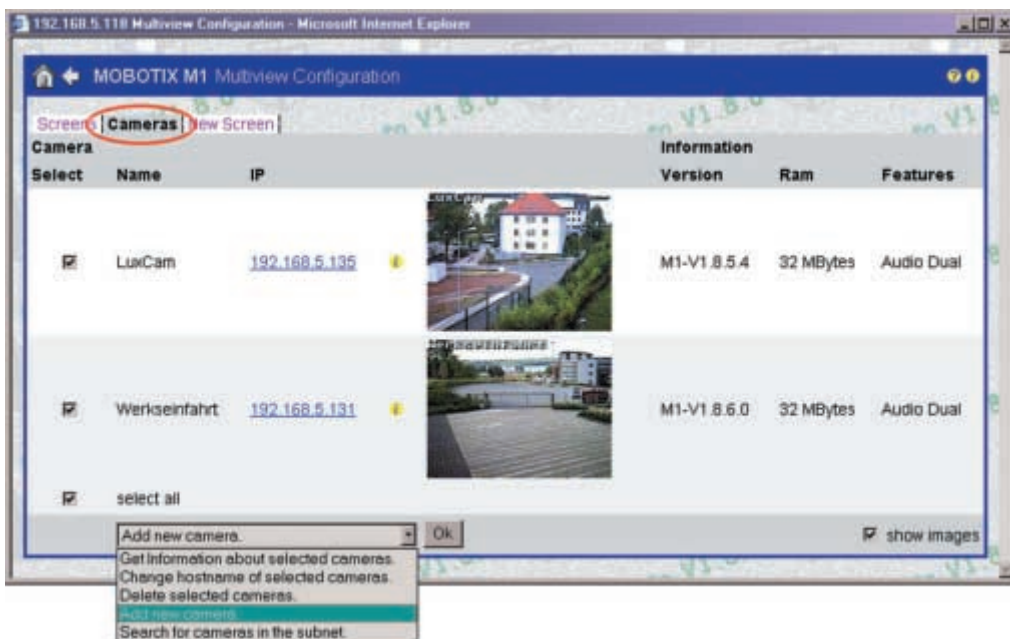 192.168.5.118 Multiview Configuration - Microsoft Internet Explorer
MOBOTIX M1 Multiview Configuration
Screens Cameras New Screen
Camera Information
Select Name IP Version Ram Features
LuxCam
LuxCam 192.168.5.135 i M1-V1.8.5.4 32 MBytes Audio Dual
Werkseinfahrt 192.168.5.131 i M1-V1.8.6.0 32 MBytes Audio Dual
select all
Add new camera. Ok show images
Get Information about selected cameras.
Change hostname of selected cameras.
Delete selected cameras.
Add new camera.
Search for cameras in the subnet.